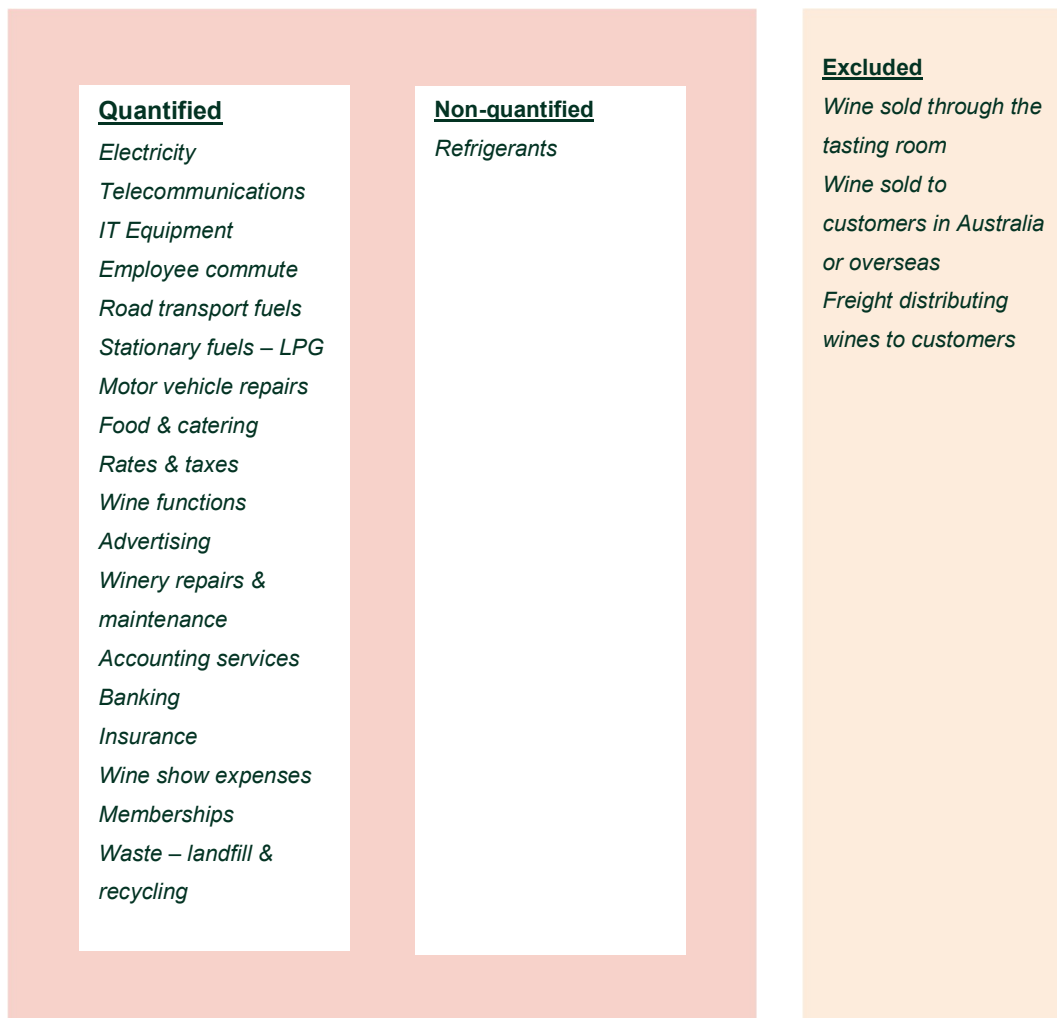 Quantified
Electricity
Telecommunications
IT Equipment
Employee commute
Road transport fuels
Stationary fuels – LPG
Motor vehicle repairs
Food & catering
Rates & taxes
Wine functions
Advertising
Winery repairs &
maintenance
Accounting services
Banking
Insurance
Wine show expenses
Memberships
Waste – landfill &
recycling
Non-quantified
Refrigerants
Excluded
Wine sold through the
tasting room
Wine sold to
customers in Australia
or overseas
Freight distributing
wines to customers